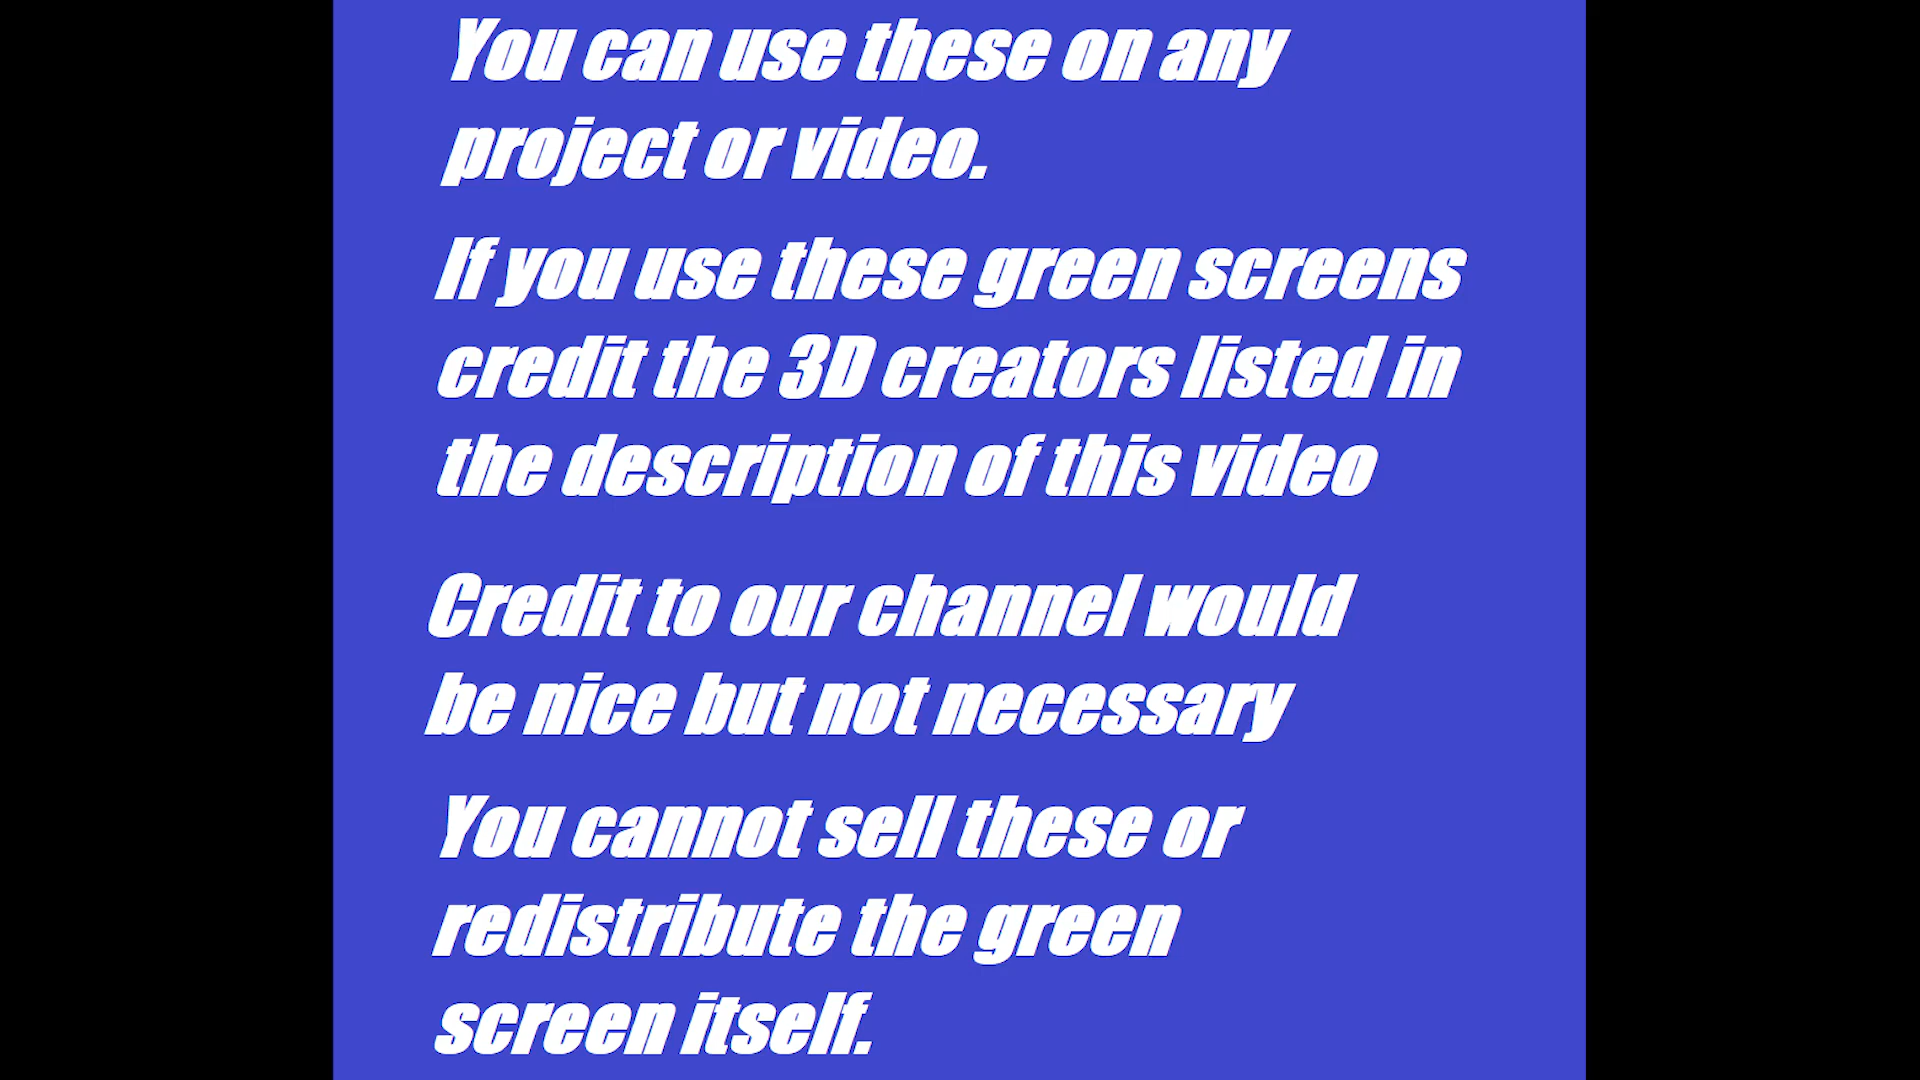 You can use these on any
project or video.
If you use these green screens
credit the 3D creators listed in
the description of this video
Credit to our channel would
be nice but not necessary
You cannot sell these or
redistribute the green
screen itself.